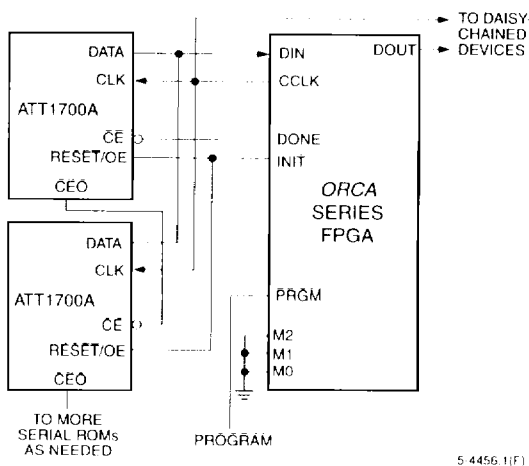 TO DAISY-
CHAINED
DEVICES
DATA
CLK
ATT1700A
CE
RESET/OE
CEO
DIN
DOUT
CCLK
DONE
INIT
ORCA
SERIES
FPGA
PRGM
M2
M1
M0
DATA
CLK
ATT1700A
CE
RESET/OE
CEO
TO MORE
SERIAL ROMs
AS NEEDED
PROGRAM
5-4456.1(F)